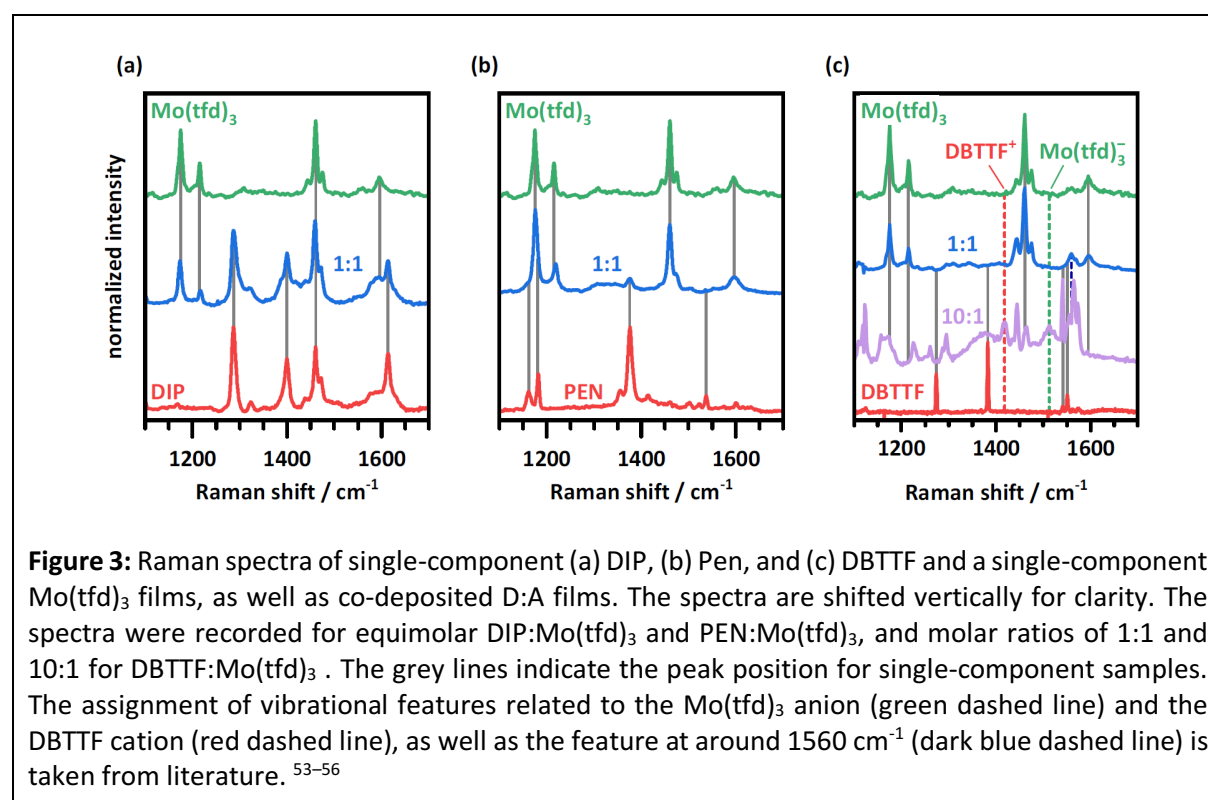 (a)
(b)
(c)
Mo(tfd)₃
1:1
DIP
Mo(tfd)₃
1:1
PEN
Mo(tfd)₃
DBTTF⁺
Mo(tfd)₃⁻
1:1
10:1
DBTTF
normalized intensity
1200 1400 1600
1200 1400 1600
1200 1400 1600
Raman shift / cm⁻¹
Raman shift / cm⁻¹
Raman shift / cm⁻¹
Figure 3: Raman spectra of single-component (a) DIP, (b) Pen, and (c) DBTTF and a single-component
Mo(tfd)₃ films, as well as co-deposited D:A films. The spectra are shifted vertically for clarity. The
spectra were recorded for equimolar DIP:Mo(tfd)₃ and PEN:Mo(tfd)₃, and molar ratios of 1:1 and
10:1 for DBTTF:Mo(tfd)₃ . The grey lines indicate the peak position for single-component samples.
The assignment of vibrational features related to the Mo(tfd)₃ anion (green dashed line) and the
DBTTF cation (red dashed line), as well as the feature at around 1560 cm⁻¹ (dark blue dashed line) is
taken from literature. ⁵³⁻⁵⁶